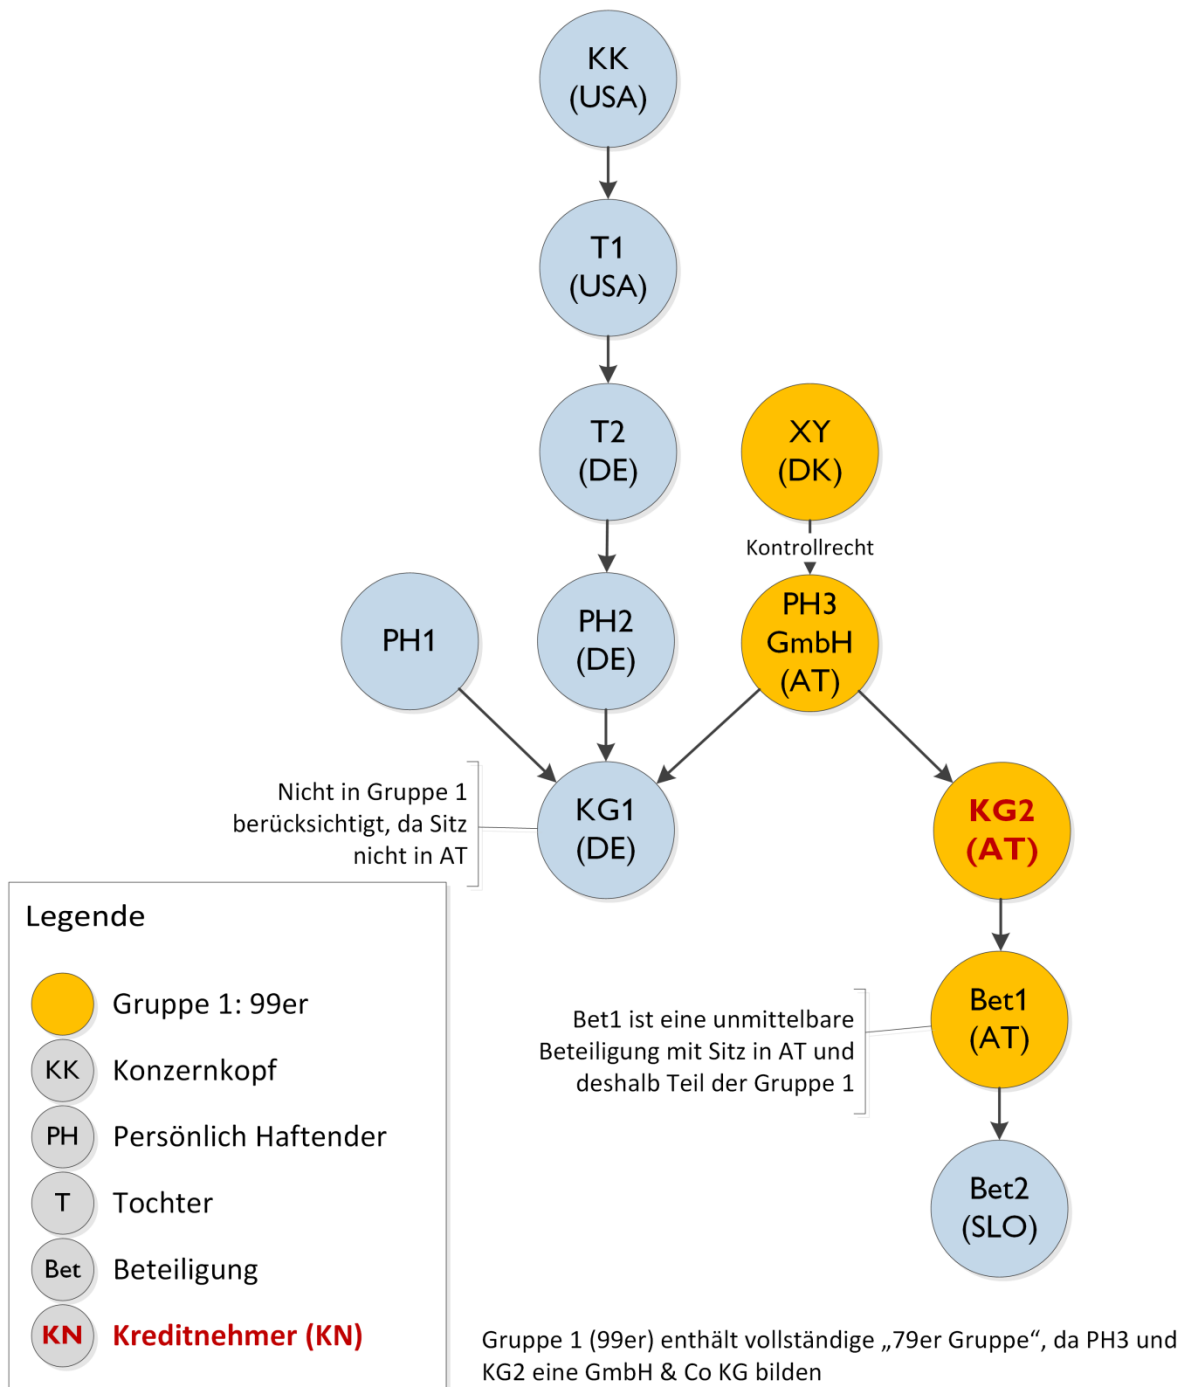 KK
(USA)
T1
(USA)
T2
(DE)
XY
(DK)
Kontrollrecht
PH1
PH2
(DE)
PH3
GmbH
(AT)
Nicht in Gruppe 1
berücksichtigt, da Sitz
nicht in AT
KG1
(DE)
KG2
(AT)
Legende
Gruppe 1: 99er
KK Konzernkopf
PH Persönlich Haftender
T Tochter
Bet Beteiligung
KN Kreditnehmer (KN)
Bet1 ist eine unmittelbare
Beteiligung mit Sitz in AT und
deshalb Teil der Gruppe 1
Bet1
(AT)
Bet2
(SLO)
Gruppe 1 (99er) enthält vollständige „79er Gruppe“, da PH3 und
KG2 eine GmbH & Co KG bilden